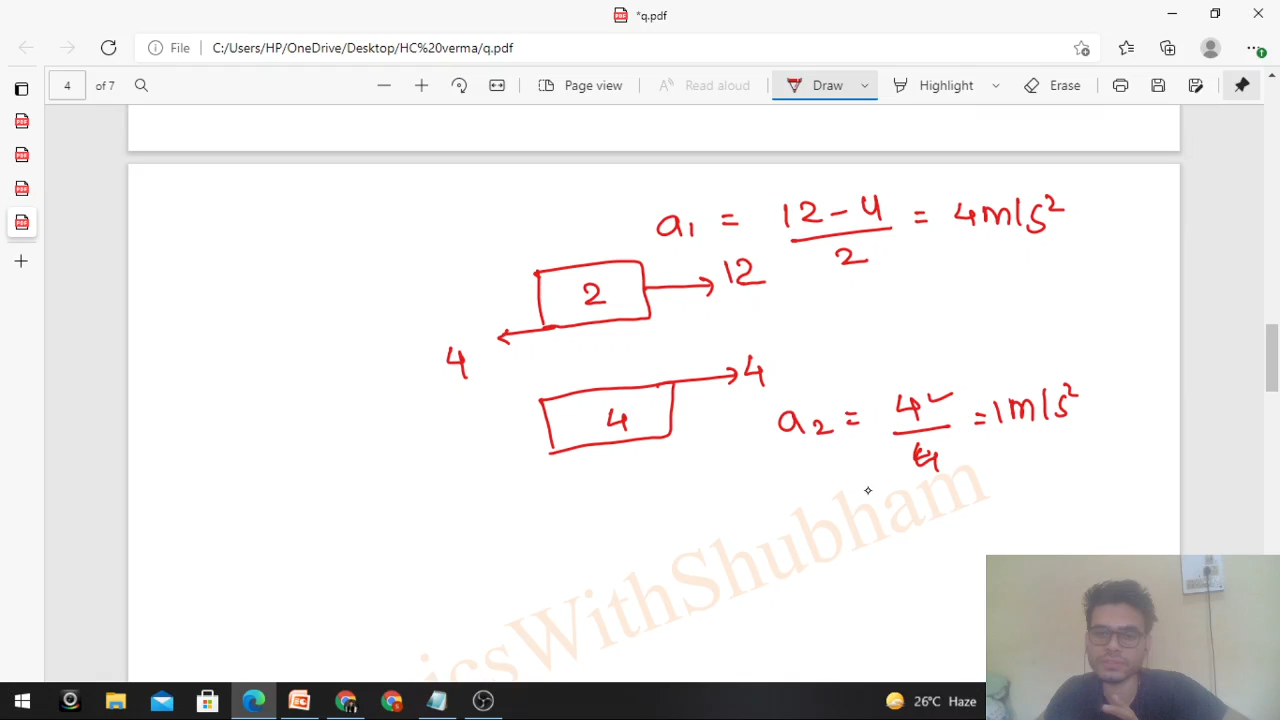 *q.pdf
File C:/Users/HP/OneDrive/Desktop/HC%20verma/q.pdf
4 of 7 Page view Read aloud Draw Highlight Erase
a1 = 12 - 4 / 2 = 4m/s²
2 → 12
4
4 → 4
a2 = 4 / 4 = 1m/s²
icsWithShubham
26°C Haze